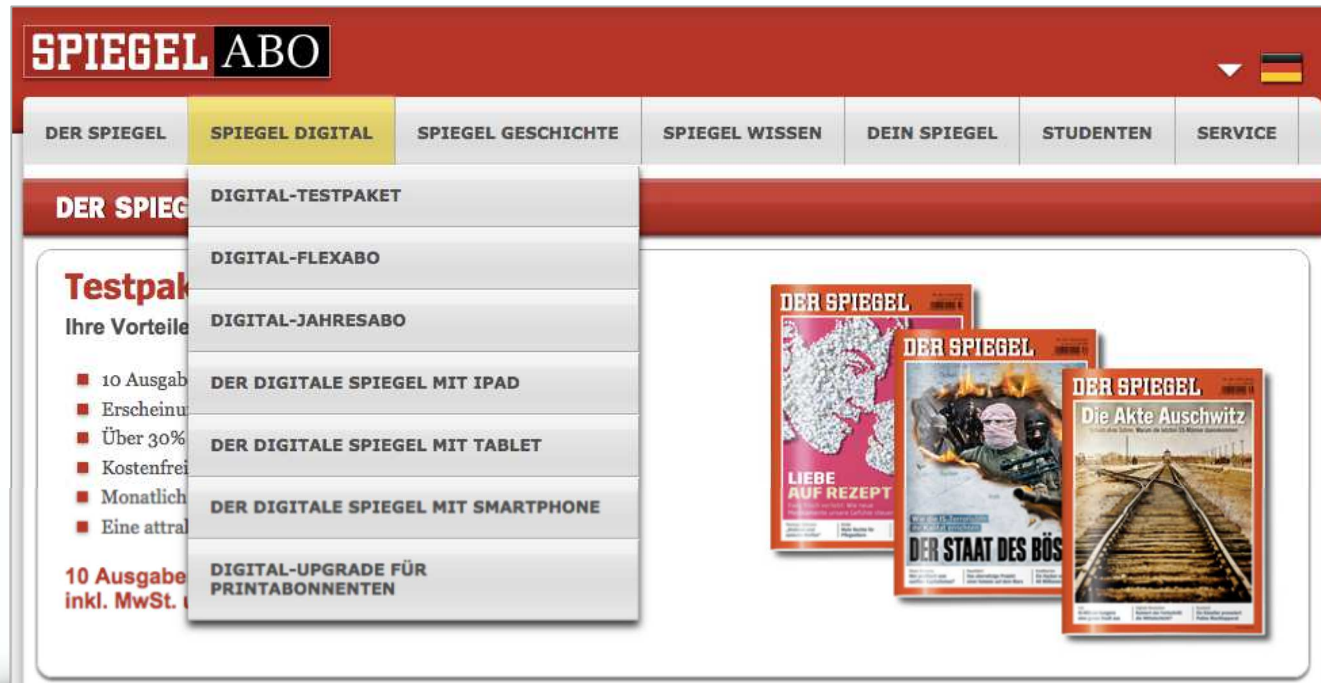 SPIEGEL ABO
DER SPIEGEL
SPIEGEL DIGITAL
SPIEGEL GESCHICHTE
SPIEGEL WISSEN
DEIN SPIEGEL
STUDENTEN
SERVICE
DER SPIEG
DIGITAL-TESTPAKET
DIGITAL-FLEXABO
DIGITAL-JAHRESABO
DER DIGITALE SPIEGEL MIT IPAD
DER DIGITALE SPIEGEL MIT TABLET
DER DIGITALE SPIEGEL MIT SMARTPHONE
DIGITAL-UPGRADE FÜR
PRINTABONNENTEN
Testpak
Ihre Vorteile
10 Ausgab
Erscheinu
Über 30%
Kostenfrei
Monatlich
Eine attral
10 Ausgabe
inkl. MwSt. u
DER SPIEGEL
LIEBE
AUF REZEPT
DER SPIEGEL
DER STAAT DES BÖS
DER SPIEGEL
Die Akte Auschwitz